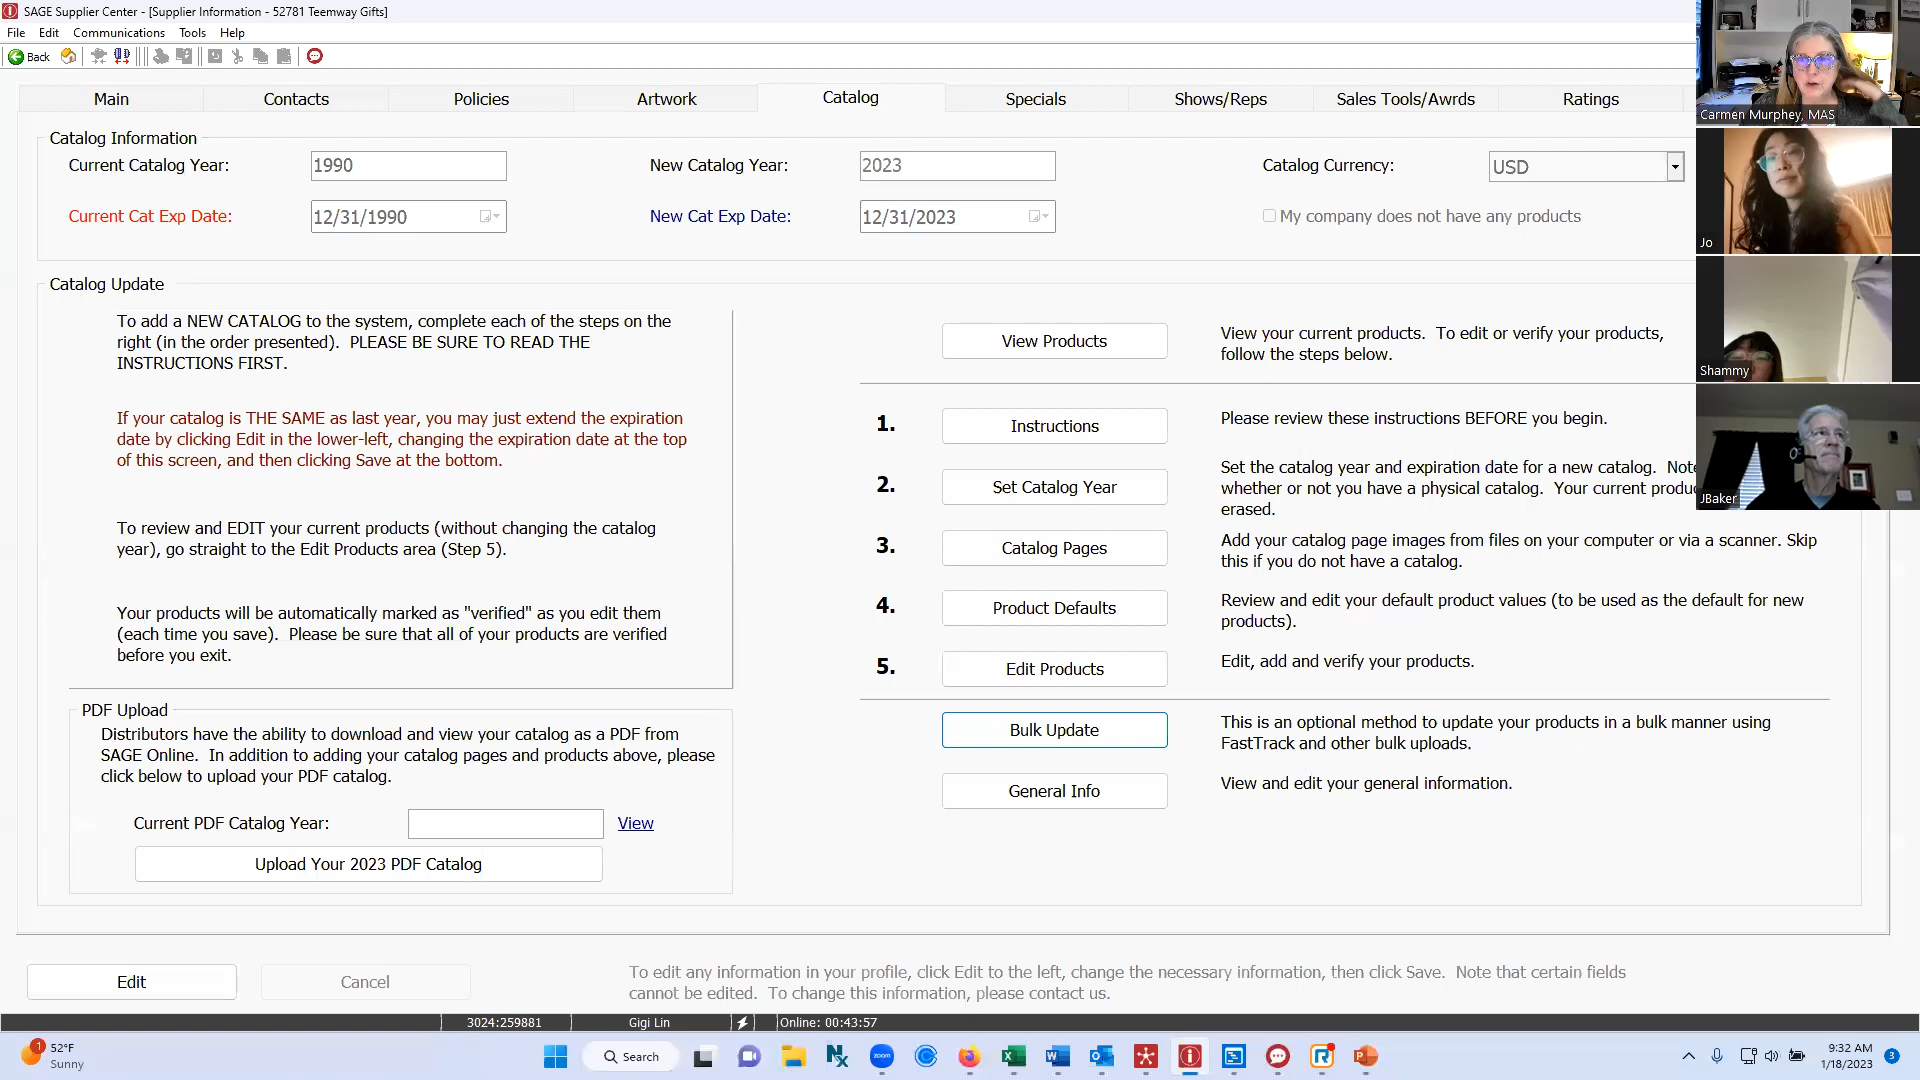 SAGE Supplier Center - [Supplier Information - 52781 Teemway Gifts]
File Edit Communications Tools Help
Back
Main Contacts Policies Artwork Catalog Specials Shows/Reps Sales Tools/Awrds Ratings
Catalog Information
Current Catalog Year: 1990 New Catalog Year: 2023 Catalog Currency: USD
Current Cat Exp Date: 12/31/1990 New Cat Exp Date: 12/31/2023 My company does not have any products
Catalog Update
To add a NEW CATALOG to the system, complete each of the steps on the
right (in the order presented). PLEASE BE SURE TO READ THE
INSTRUCTIONS FIRST.
If your catalog is THE SAME as last year, you may just extend the expiration
date by clicking Edit in the lower-left, changing the expiration date at the top
of this screen, and then clicking Save at the bottom.
To review and EDIT your current products (without changing the catalog
year), go straight to the Edit Products area (Step 5).
Your products will be automatically marked as "verified" as you edit them
(each time you save). Please be sure that all of your products are verified
before you exit.
PDF Upload
Distributors have the ability to download and view your catalog as a PDF from
SAGE Online. In addition to adding your catalog pages and products above, please
click below to upload your PDF catalog.
Current PDF Catalog Year: View
Upload Your 2023 PDF Catalog
View Products
View your current products. To edit or verify your products,
follow the steps below.
1. Instructions
Please review these instructions BEFORE you begin.
2. Set Catalog Year
Set the catalog year and expiration date for a new catalog. Note
whether or not you have a physical catalog. Your current produc
erased.
3. Catalog Pages
Add your catalog page images from files on your computer or via a scanner. Skip
this if you do not have a catalog.
4. Product Defaults
Review and edit your default product values (to be used as the default for new
products).
5. Edit Products
Edit, add and verify your products.
Bulk Update
This is an optional method to update your products in a bulk manner using
FastTrack and other bulk uploads.
General Info
View and edit your general information.
Carmen Murphey, MAS
Jo
Shammy
JBaker
Edit Cancel
To edit any information in your profile, click Edit to the left, change the necessary information, then click Save. Note that certain fields
cannot be edited. To change this information, please contact us.
3024:259881 Gigi Lin Online: 00:43:57
1
52°F
Sunny
Search
zoom
9:32 AM
1/18/2023
3